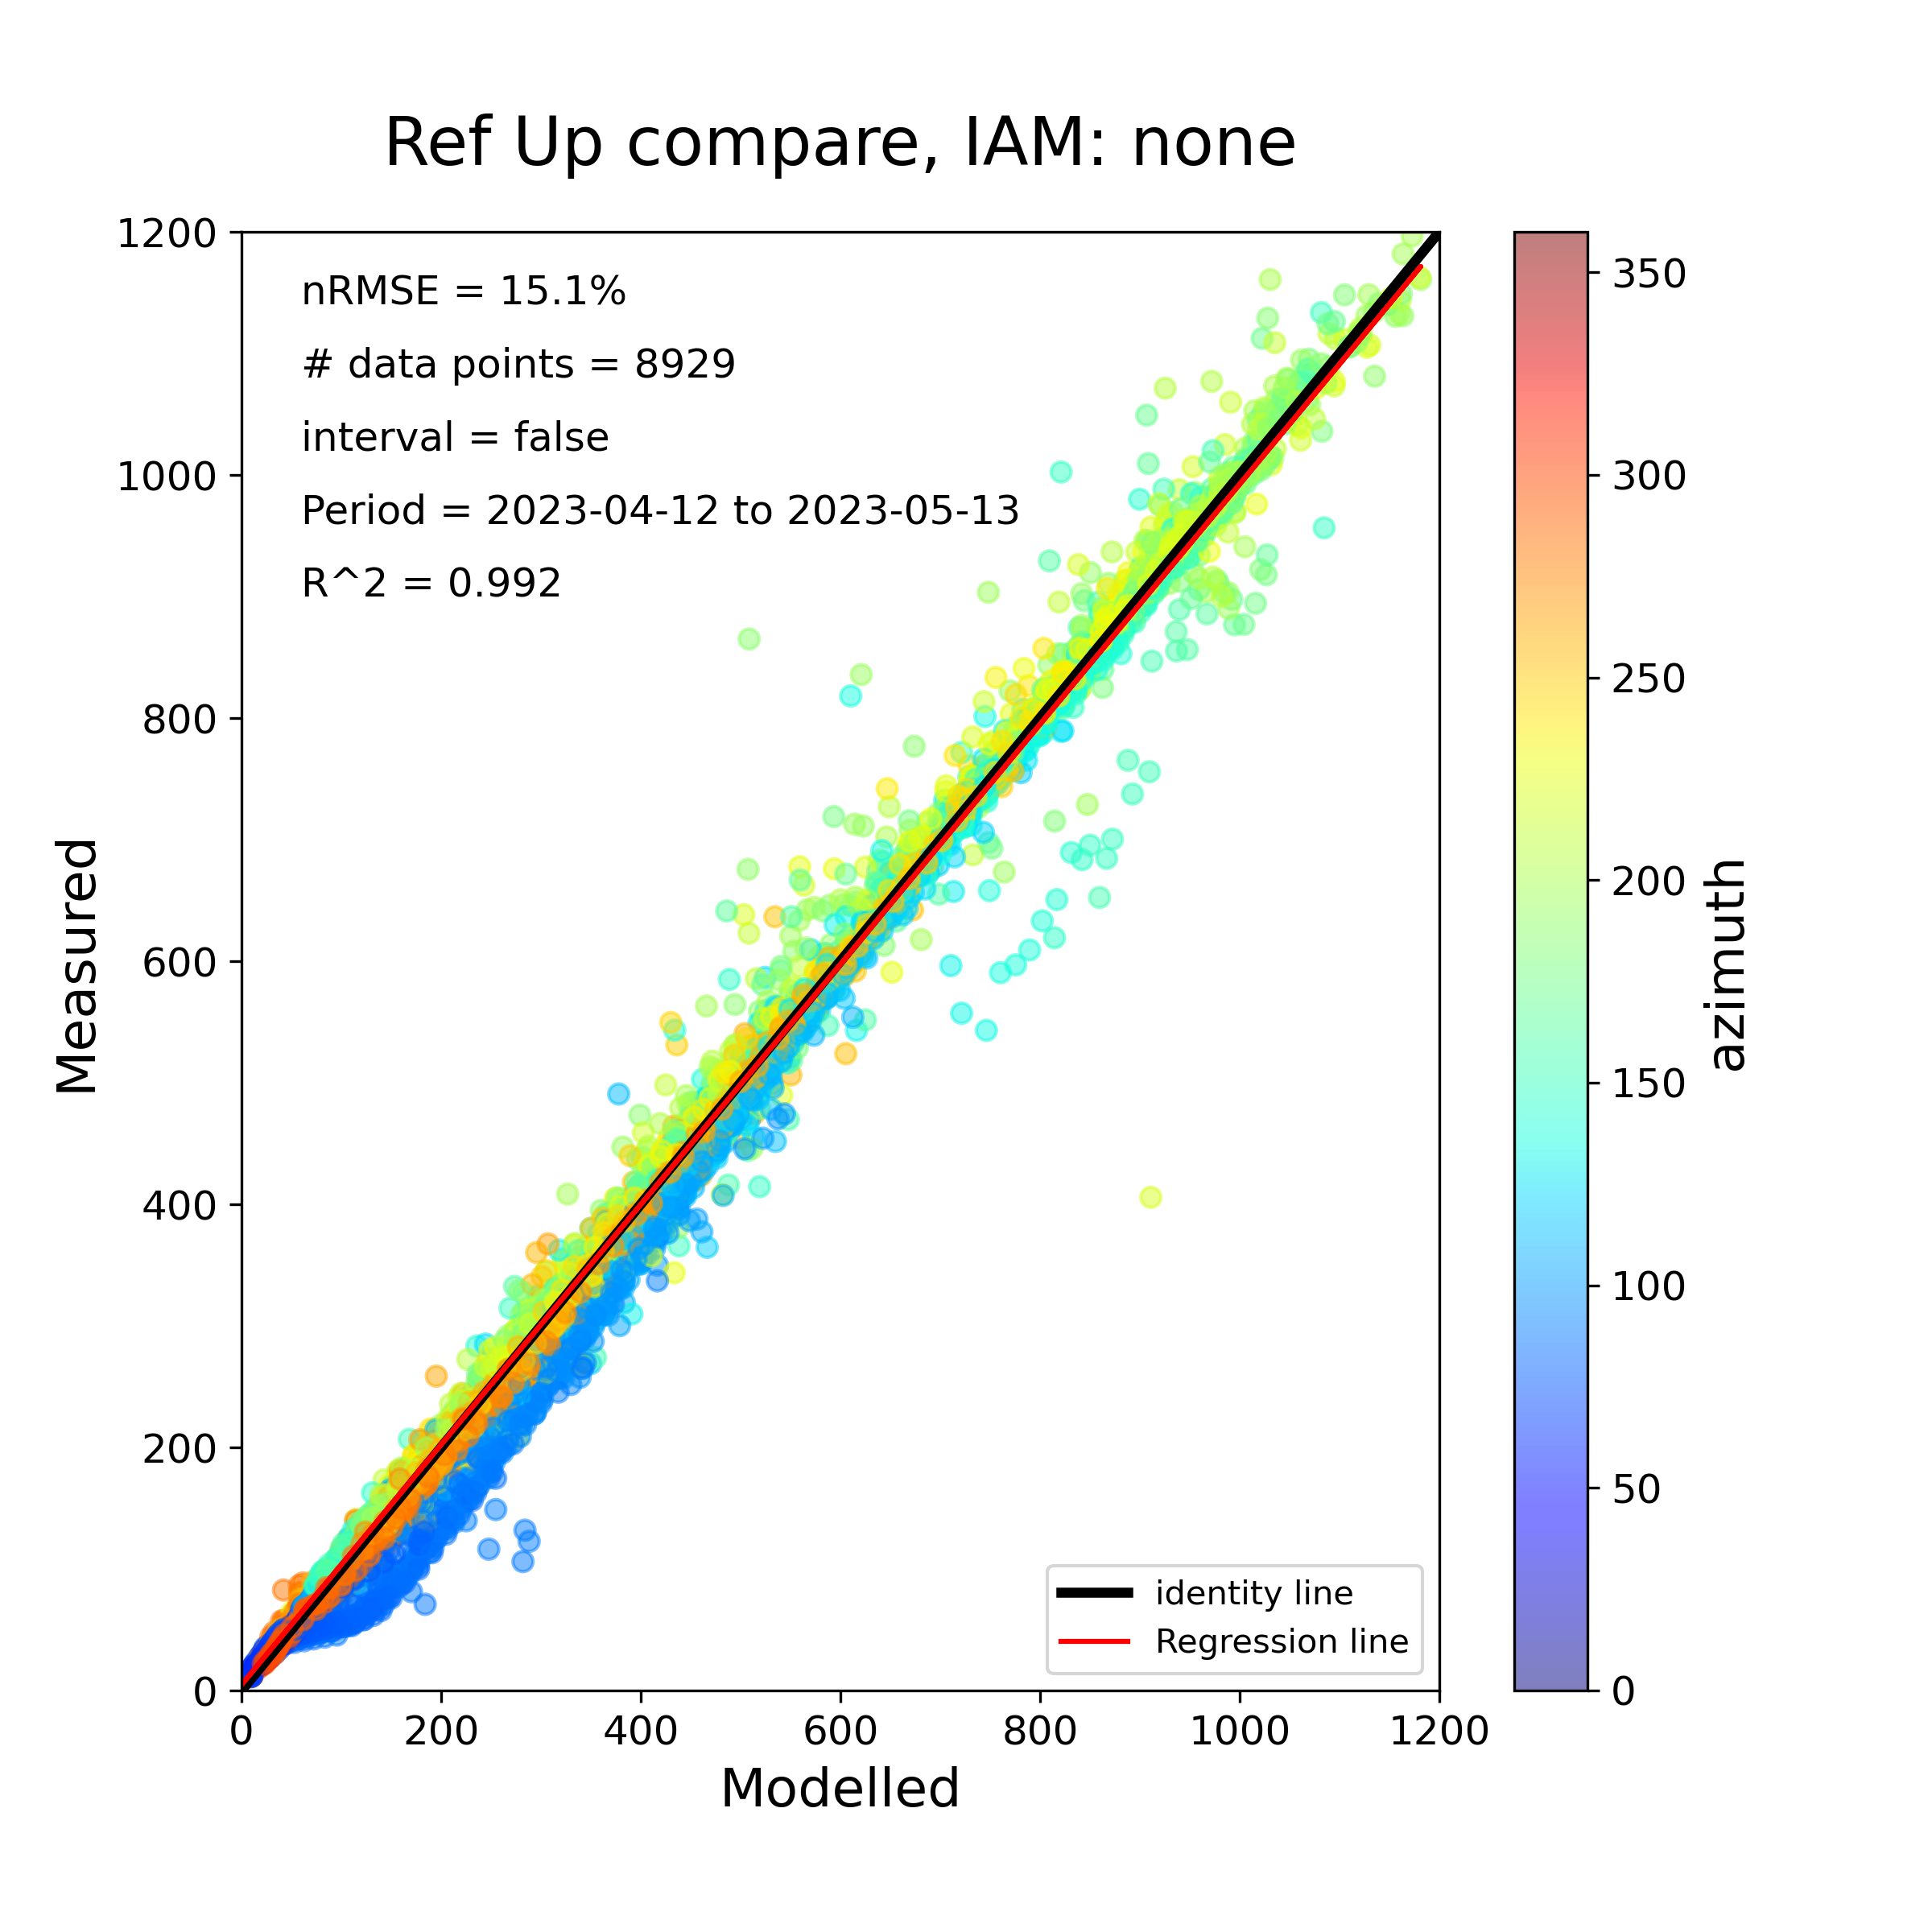 Ref Up compare, IAM: none
nRMSE = 15.1%
# data points = 8929
interval = false
Period = 2023-04-12 to 2023-05-13
R^2 = 0.992
1200
1000
800
600
400
200
0
Measured
0
200
400
600
800
1000
1200
Modelled
identity line
Regression line
350
300
250
200
150
100
50
0
azimuth